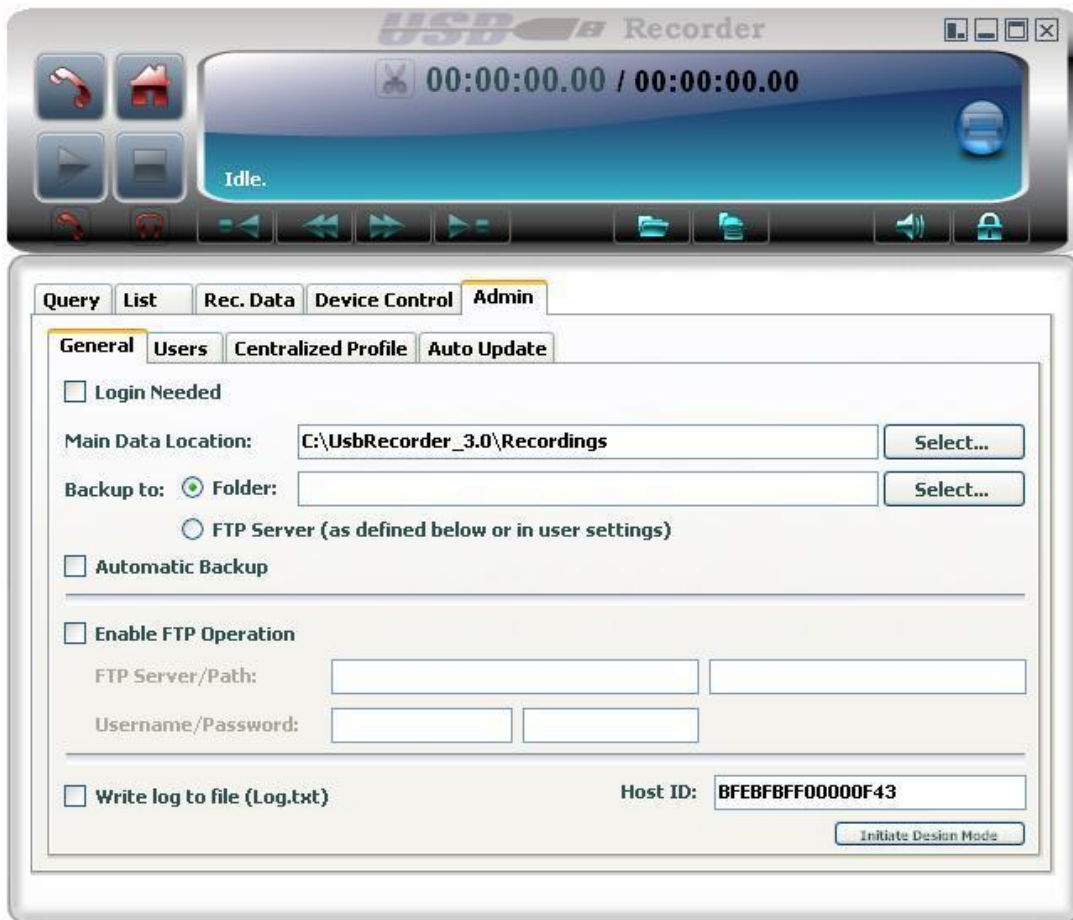 USB Recorder
00:00:00.00 / 00:00:00.00
Idle.
Query List Rec. Data Device Control Admin
General Users Centralized Profile Auto Update
Login Needed
Main Data Location: C:\UsbRecorder_3.0\Recordings Select...
Backup to: Folder: Select...
FTP Server (as defined below or in user settings)
Automatic Backup
Enable FTP Operation
FTP Server/Path:
Username/Password:
Write log to file (Log.txt) Host ID: BFEBFBFF00000F43
Initiate Design Mode